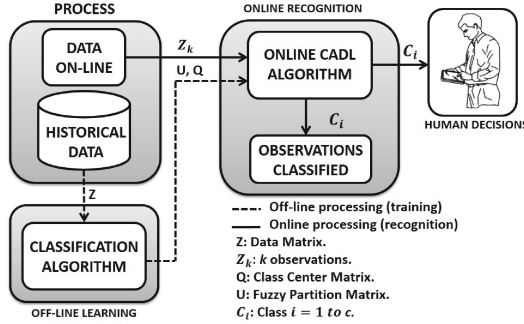 PROCESS
DATA
ON-LINE
HISTORICAL
DATA
Z
CLASSIFICATION
ALGORITHM
OFF-LINE LEARNING
Z_k
U, Q
ONLINE RECOGNITION
ONLINE CADL
ALGORITHM
C_i
OBSERVATIONS
CLASSIFIED
C_i
HUMAN DECISIONS
Off-line processing (training)
Online processing (recognition)
Z: Data Matrix.
Z_k: k observations.
Q: Class Center Matrix.
U: Fuzzy Partition Matrix.
C_i: Class i = 1 to c.